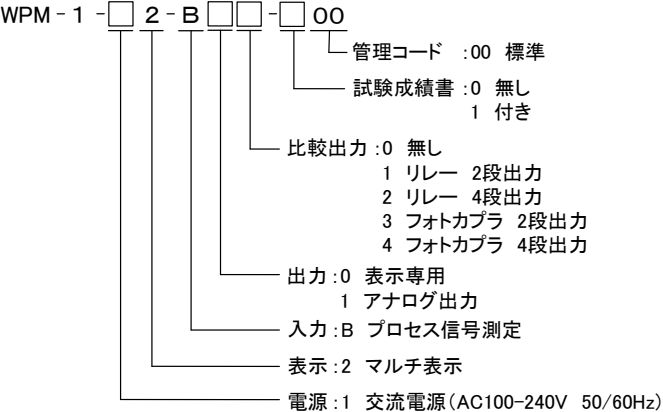 WPM-1-□2-B□□-□00
管理コード :00 標準
試験成績書:0 無し
1 付き
比較出力:0 無し
1 リレー 2段出力
2 リレー 4段出力
3 フォトカプラ 2段出力
4 フォトカプラ 4段出力
出力:0 表示専用
1 アナログ出力
入力:B プロセス信号測定
表示:2 マルチ表示
電源:1 交流電源(AC100-240V 50/60Hz)